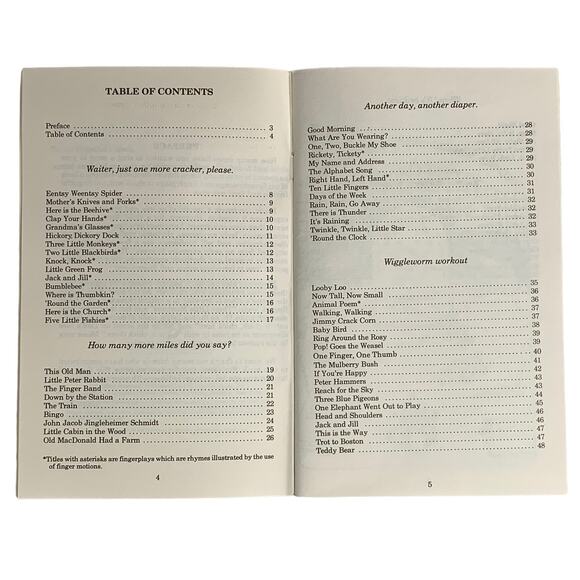 TABLE OF CONTENTS
Preface 3
Table of Contents 4
Waiter, just one more cracker, please.
Eentsy Weentsy Spider 8
Mother's Knives and Forks* 9
Here is the Beehive* 9
Clap Your Hands* 10
Grandma's Glasses* 10
Hickory, Dickory Dock 11
Three Little Monkeys* 12
Two Little Blackbirds* 12
Knock, Knock* 13
Little Green Frog 13
Jack and Jill* 14
Bumblebee* 15
Where is Thumbkin? 15
'Round the Garden* 16
Here is the Church* 16
Five Little Fishies* 17
How many more miles did you say?
This Old Man 19
Little Peter Rabbit 20
The Finger Band 21
Down by the Station 21
The Train 22
Bingo 23
John Jacob Jingleheimer Schmidt 24
Little Cabin in the Wood 25
Old MacDonald Had a Farm 26
*Titles with asterisks are fingerplays which are rhymes illustrated by the use
of finger motions.
4
Another day, another diaper.
Good Morning 28
What Are You Wearing? 28
One, Two, Buckle My Shoe 29
Rickety, Tickety* 29
My Name and Address 29
The Alphabet Song 30
Right Hand, Left Hand* 30
Ten Little Fingers 31
Days of the Week 31
Rain, Rain, Go Away 32
There is Thunder 32
It's Raining 32
Twinkle, Twinkle, Little Star 33
'Round the Clock 33
Wiggleworm workout
Looby Loo 35
Now Tall, Now Small 36
Animal Poem* 36
Walking, Walking 37
Jimmy Crack Corn 37
Baby Bird 38
Ring Around the Rosy 39
Pop! Goes the Weasel 39
One Finger, One Thumb 40
The Mulberry Bush 41
If You're Happy 42
Peter Hammers 43
Reach for the Sky 43
Three Blue Pigeons 44
One Elephant Went Out to Play 45
Head and Shoulders 46
Jack and Jill 46
This is the Way 47
Trot to Boston 47
Teddy Bear 48
5